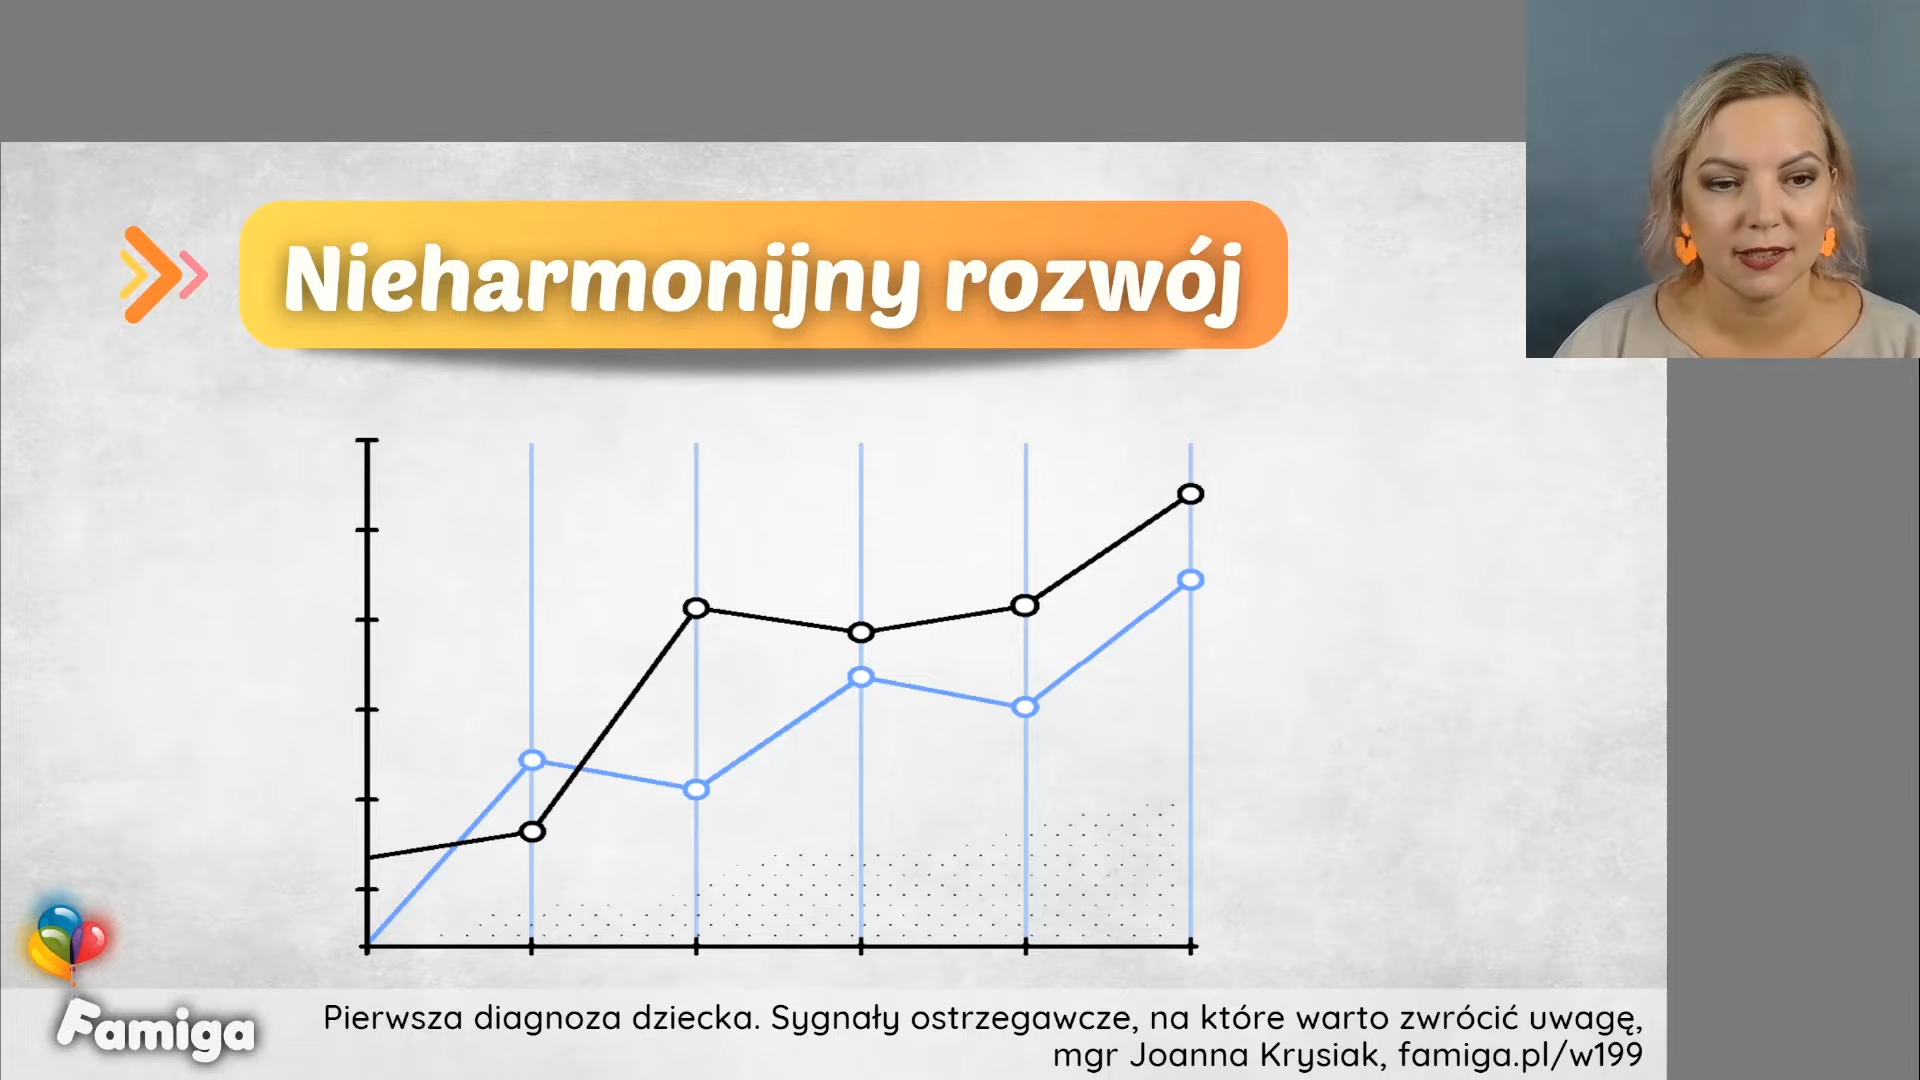 Nieharmonijny rozwój
Famiga
Pierwsza diagnoza dziecka. Sygnały ostrzegawcze, na które warto zwrócić uwagę,
mgr Joanna Krysiak, famiga.pl/w199